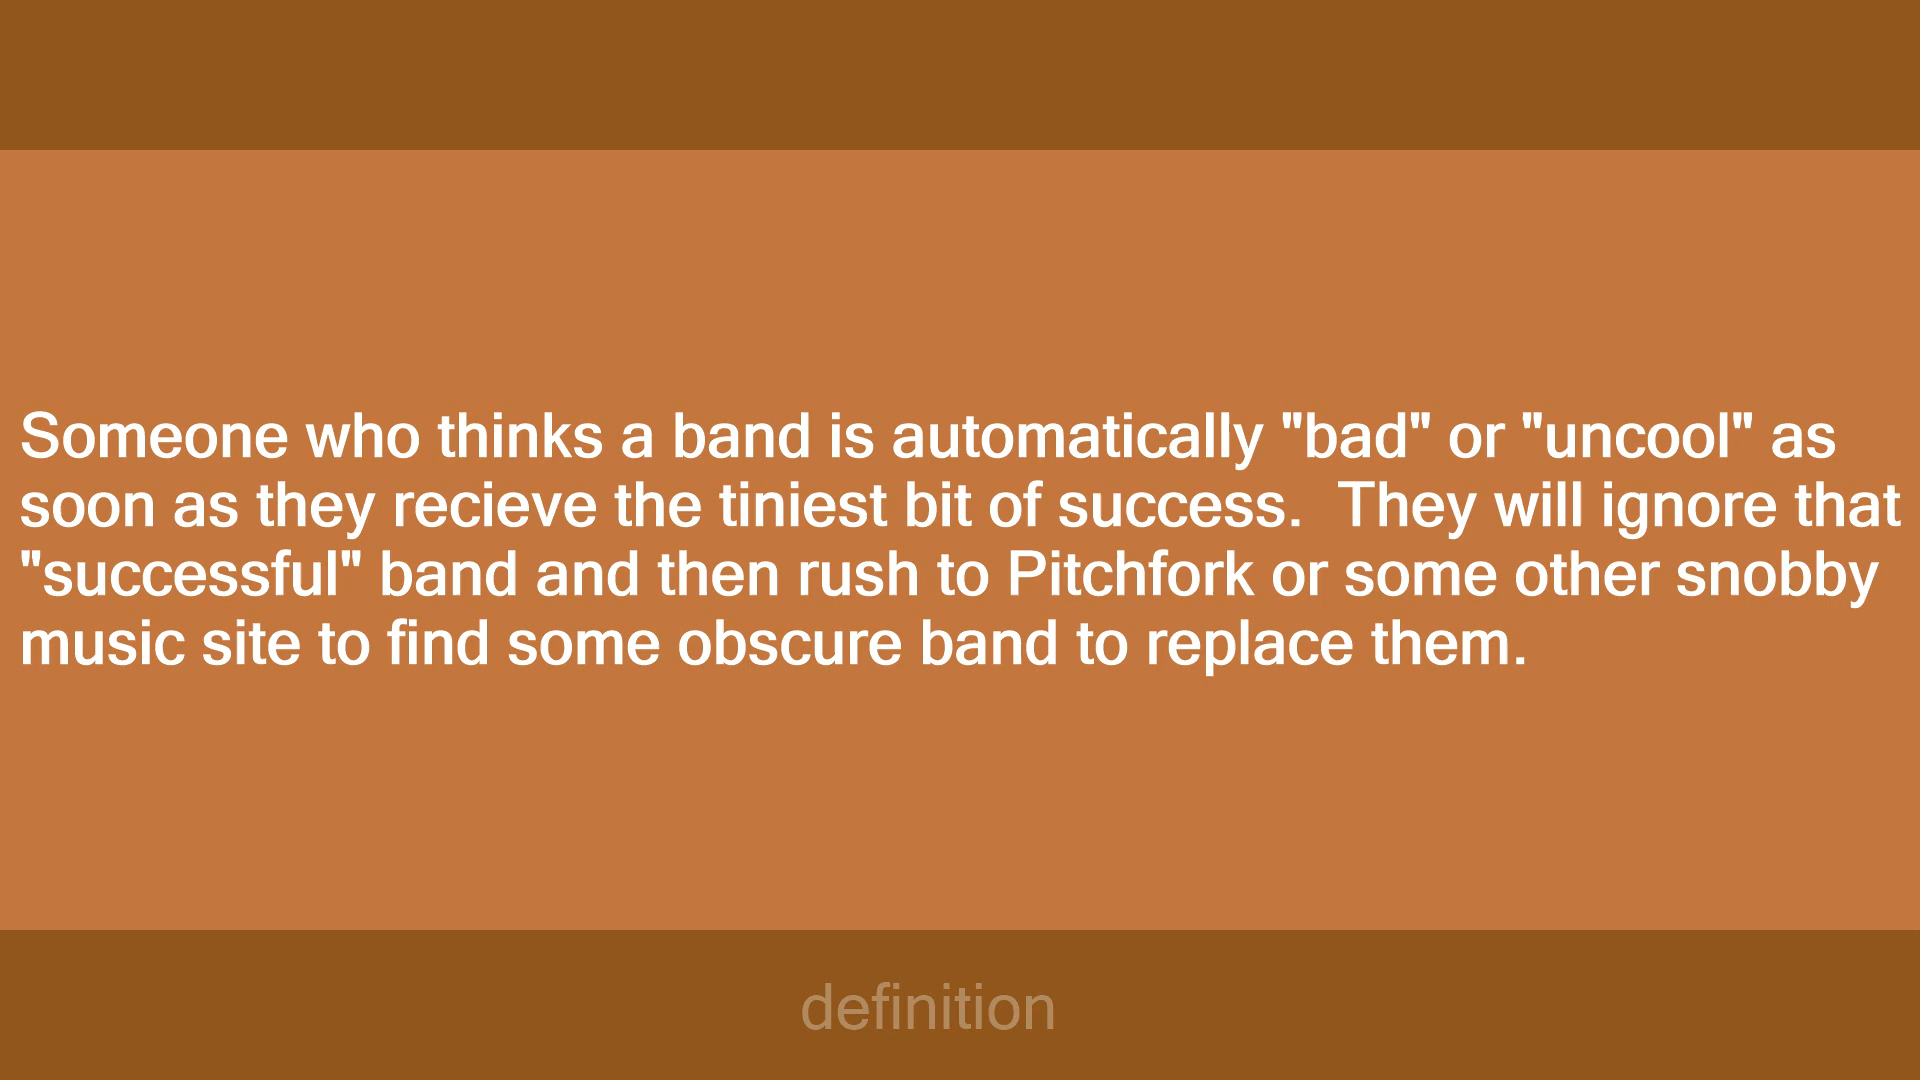 Someone who thinks a band is automatically "bad" or "uncool" as
soon as they recieve the tiniest bit of success.  They will ignore that
"successful" band and then rush to Pitchfork or some other snobby
music site to find some obscure band to replace them.
definition